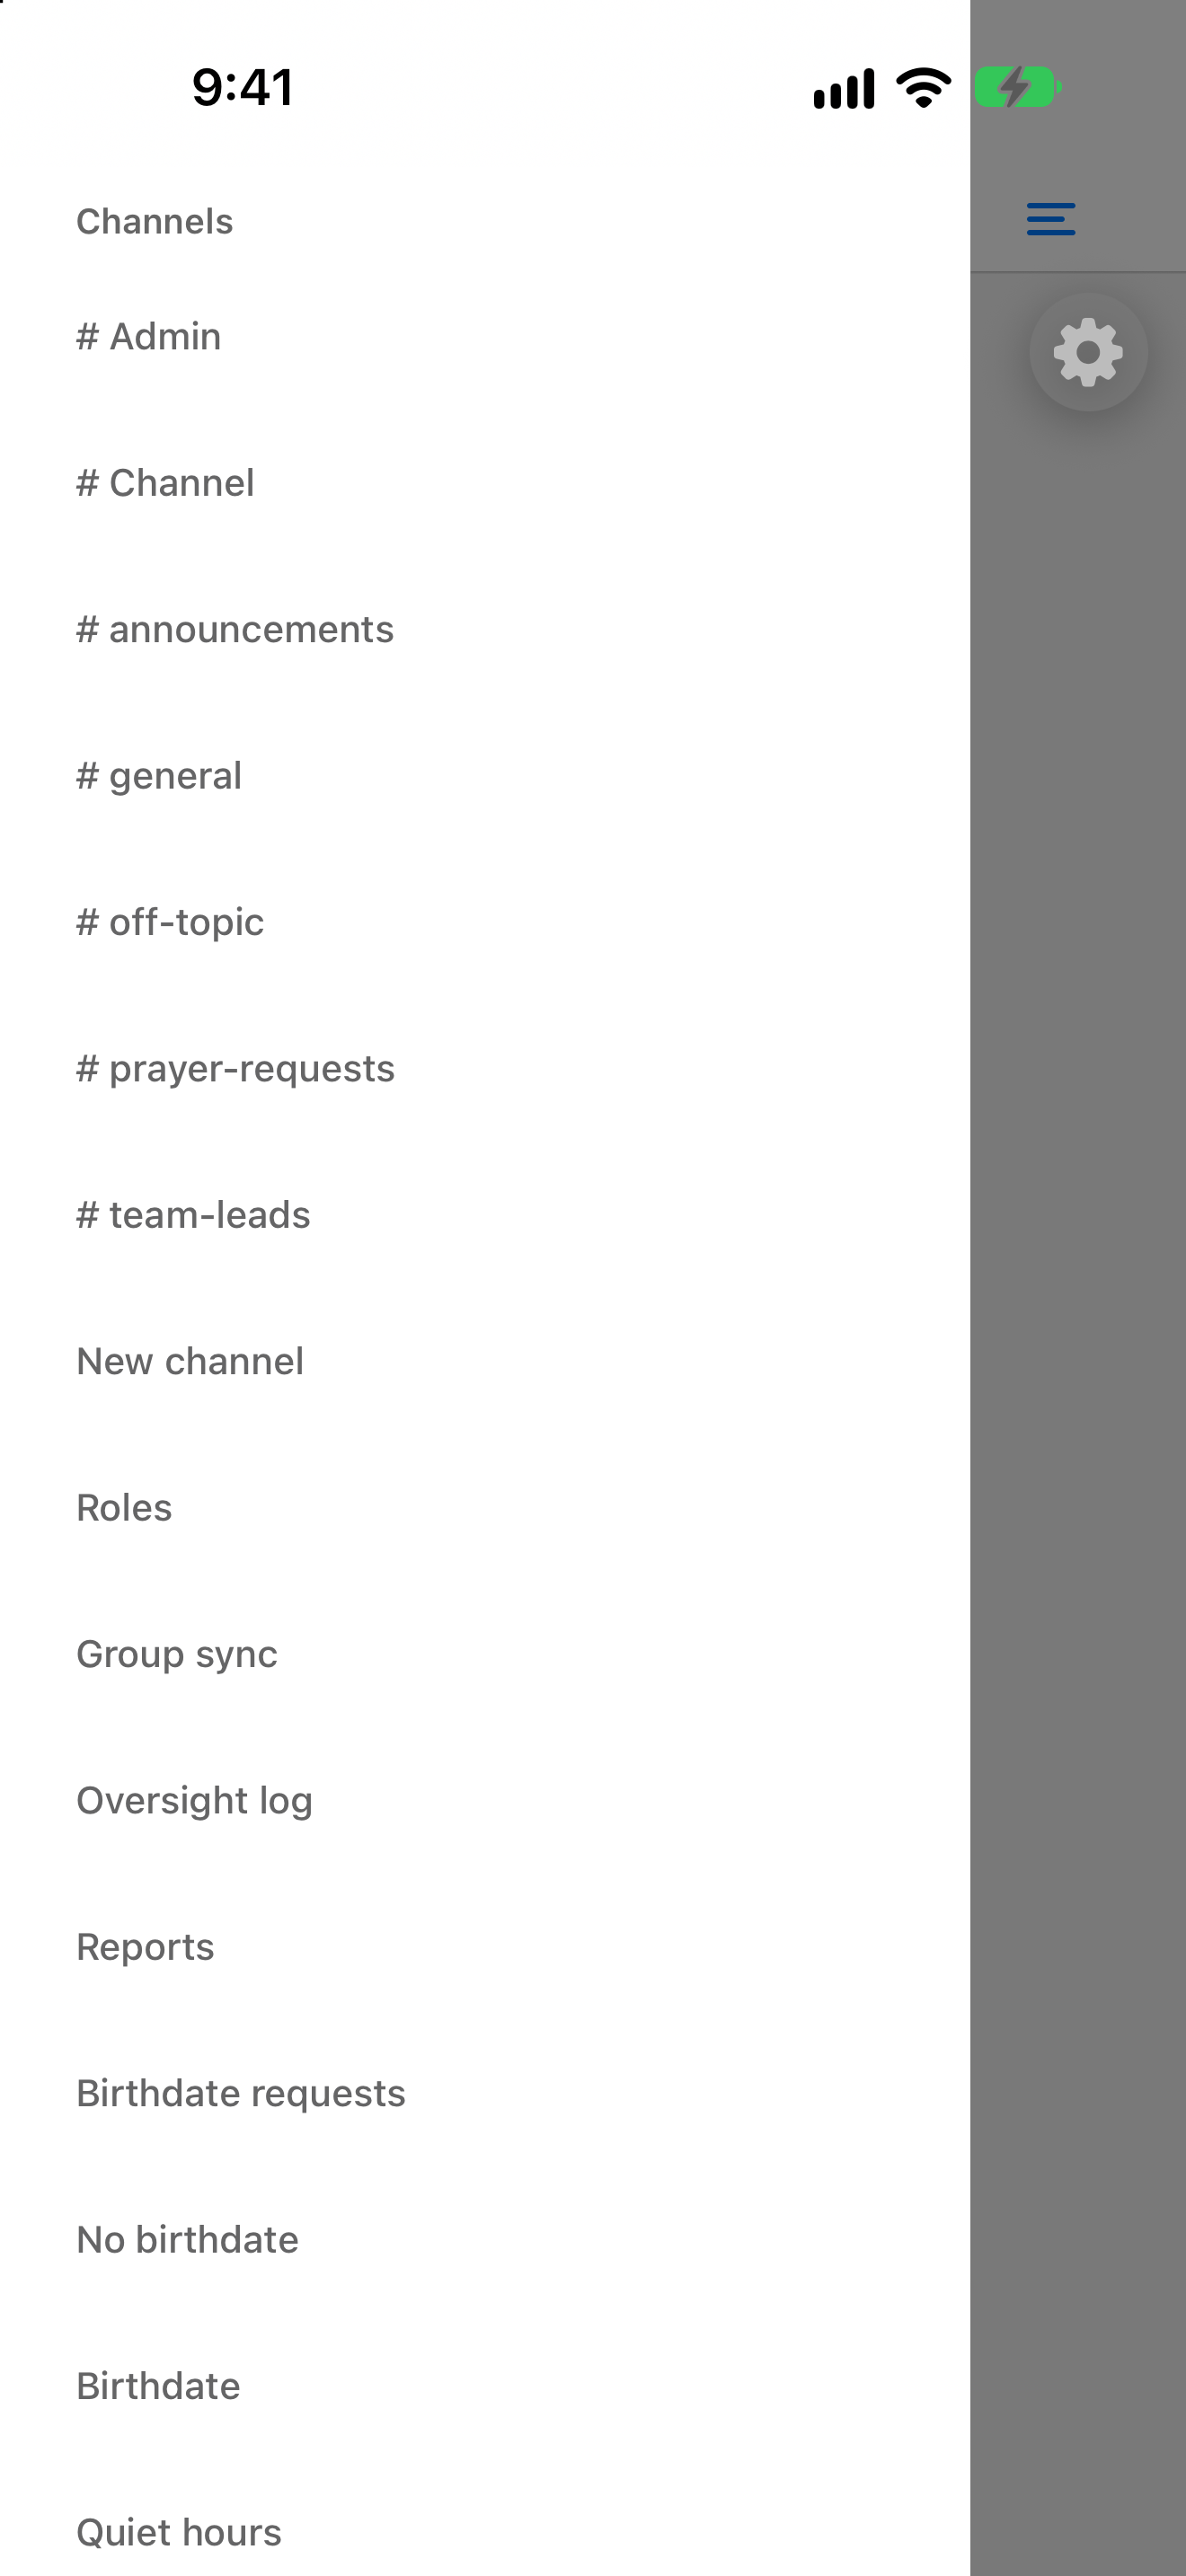 9:41
Channels
# Admin
# Channel
# announcements
# general
# off-topic
# prayer-requests
# team-leads
New channel
Roles
Group sync
Oversight log
Reports
Birthdate requests
No birthdate
Birthdate
Quiet hours